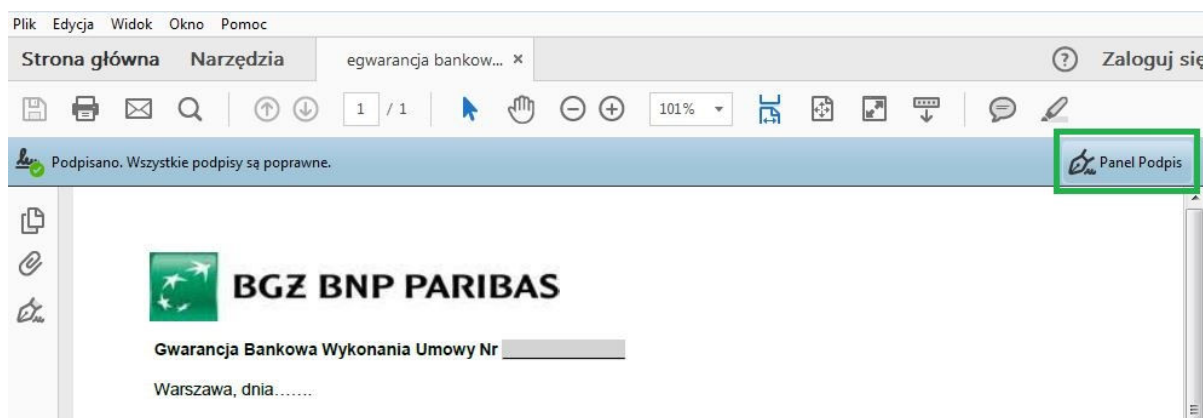 Plik Edycja Widok Okno Pomoc
Strona główna Narzędzia egwarancja bankow... × ? Zaloguj się
1 / 1 101%
Podpisano. Wszystkie podpisy są poprawne. Panel Podpis
BGŻ BNP PARIBAS
Gwarancja Bankowa Wykonania Umowy Nr
Warszawa, dnia.......